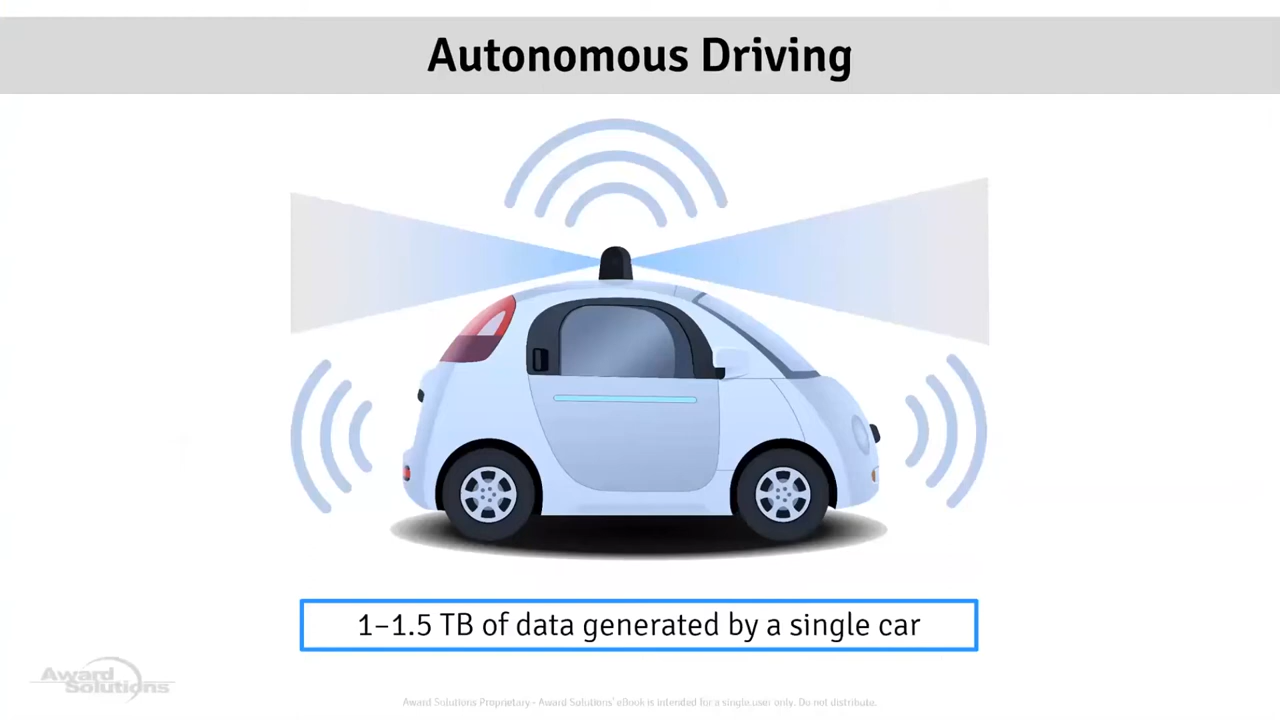 Autonomous Driving
1–1.5 TB of data generated by a single car
Award
Solutions
Award Solutions Proprietary - Award Solutions' eBook is intended for a single user only. Do not distribute.